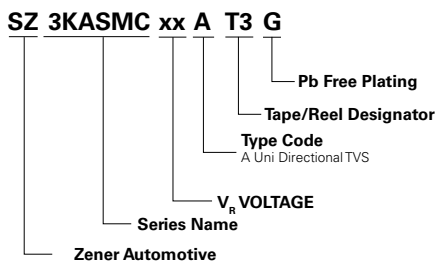 SZ 3KASMC xx A T3 G
Pb Free Plating
Tape/Reel Designator
Type Code
A Uni Directional TVS
VR VOLTAGE
Series Name
Zener Automotive